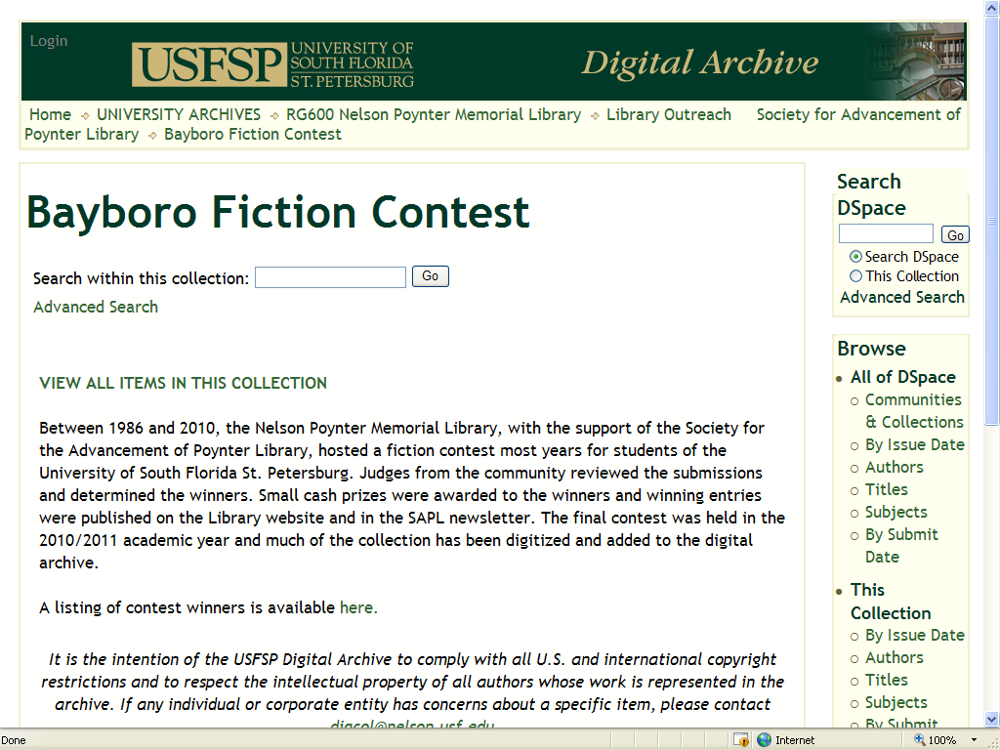 Login
USFSP UNIVERSITY OF
SOUTH FLORIDA
ST. PETERSBURG
Digital Archive
Home UNIVERSITY ARCHIVES RG600 Nelson Poynter Memorial Library Library Outreach Society for Advancement of
Poynter Library Bayboro Fiction Contest
Bayboro Fiction Contest
Search within this collection: Go
Advanced Search
VIEW ALL ITEMS IN THIS COLLECTION
Between 1986 and 2010, the Nelson Poynter Memorial Library, with the support of the Society for
the Advancement of Poynter Library, hosted a fiction contest most years for students of the
University of South Florida St. Petersburg. Judges from the community reviewed the submissions
and determined the winners. Small cash prizes were awarded to the winners and winning entries
were published on the Library website and in the SAPL newsletter. The final contest was held in the
2010/2011 academic year and much of the collection has been digitized and added to the digital
archive.
A listing of contest winners is available here.
It is the intention of the USFSP Digital Archive to comply with all U.S. and international copyright
restrictions and to respect the intellectual property of all authors whose work is represented in the
archive. If any individual or corporate entity has concerns about a specific item, please contact
digcol@nelson.usf.edu
Search
DSpace
Go
Search DSpace
This Collection
Advanced Search
Browse
All of DSpace
Communities
& Collections
By Issue Date
Authors
Titles
Subjects
By Submit
Date
This
Collection
By Issue Date
Authors
Titles
Subjects
By Submit
Done
Internet
100%